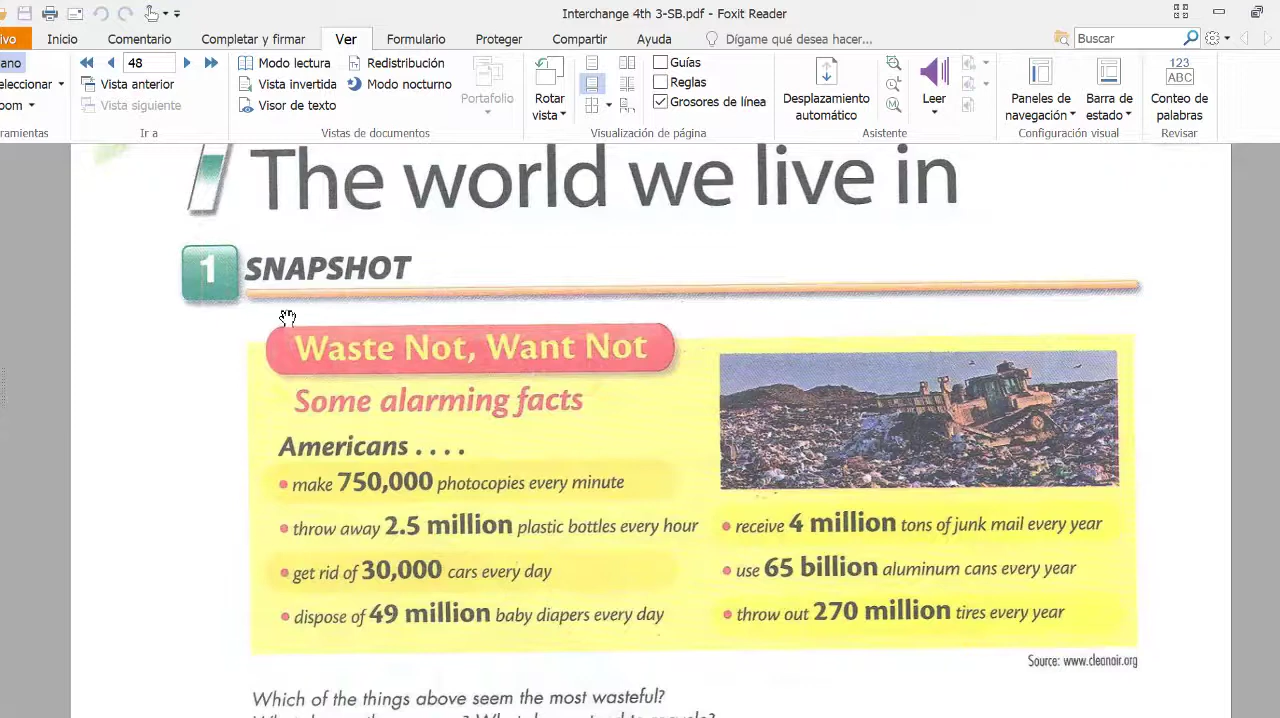 Interchange 4th 3-SB.pdf - Foxit Reader
ivo Inicio Comentario Completar y firmar Ver Formulario Proteger Compartir Ayuda Dígame qué desea hacer... Buscar
ano
eleccionar
oom
ramientas
48
Vista anterior
Vista siguiente
Ir a
Modo lectura
Vista invertida
Visor de texto
Redistribución
Modo nocturno
Portafolio
Vistas de documentos
Rotar
vista
Guías
Reglas
Grosores de línea
Visualización de página
Desplazamiento
automático
Leer
Asistente
Paneles de
navegación
Barra de
estado
Configuración visual
123
ABC
Conteo de
palabras
Revisar
The world we live in
1 SNAPSHOT
Waste Not, Want Not
Some alarming facts
Americans . . . .
• make 750,000 photocopies every minute
• throw away 2.5 million plastic bottles every hour
• get rid of 30,000 cars every day
• dispose of 49 million baby diapers every day
• receive 4 million tons of junk mail every year
• use 65 billion aluminum cans every year
• throw out 270 million tires every year
Source: www.cleanair.org
Which of the things above seem the most wasteful?